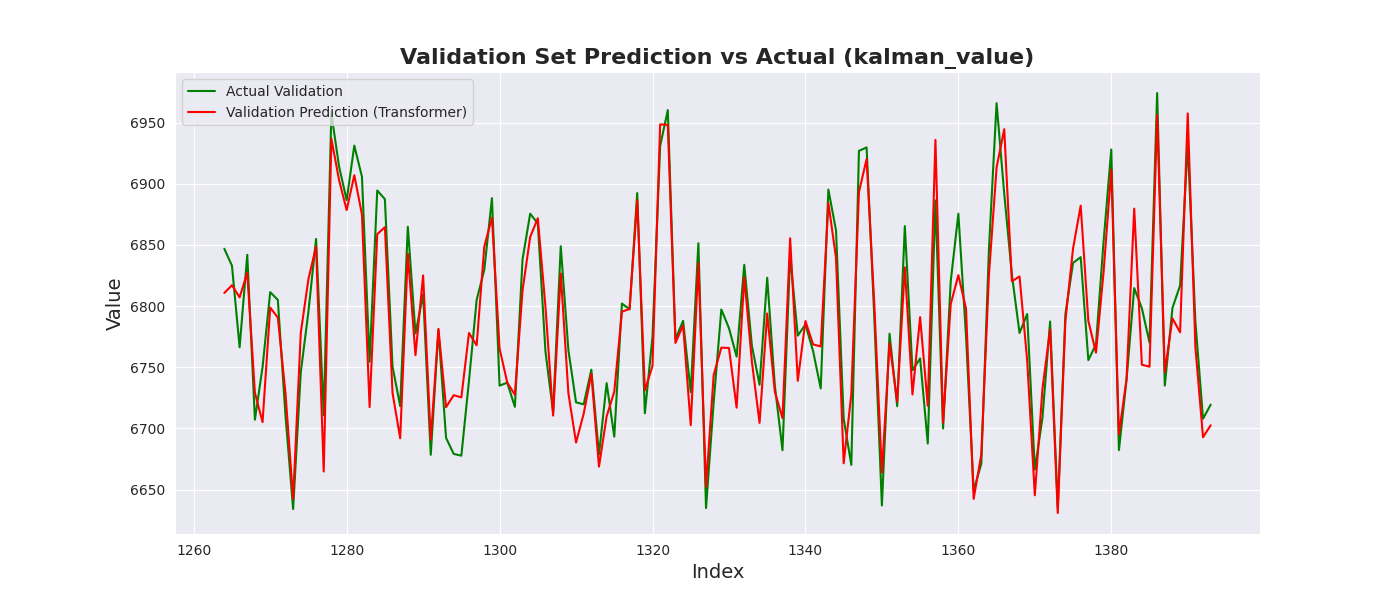 Validation Set Prediction vs Actual (kalman_value)
Actual Validation
Validation Prediction (Transformer)
6950
6900
6850
6800
6750
6700
6650
Value
1260 1280 1300 1320 1340 1360 1380
Index